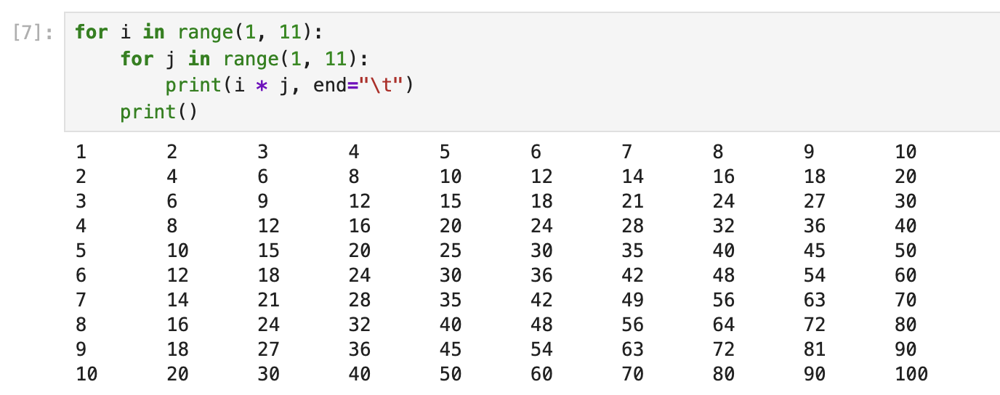 [7]: for i in range(1, 11):
    for j in range(1, 11):
        print(i * j, end="\t")
    print()
1	2	3	4	5	6	7	8	9	10
2	4	6	8	10	12	14	16	18	20
3	6	9	12	15	18	21	24	27	30
4	8	12	16	20	24	28	32	36	40
5	10	15	20	25	30	35	40	45	50
6	12	18	24	30	36	42	48	54	60
7	14	21	28	35	42	49	56	63	70
8	16	24	32	40	48	56	64	72	80
9	18	27	36	45	54	63	72	81	90
10	20	30	40	50	60	70	80	90	100